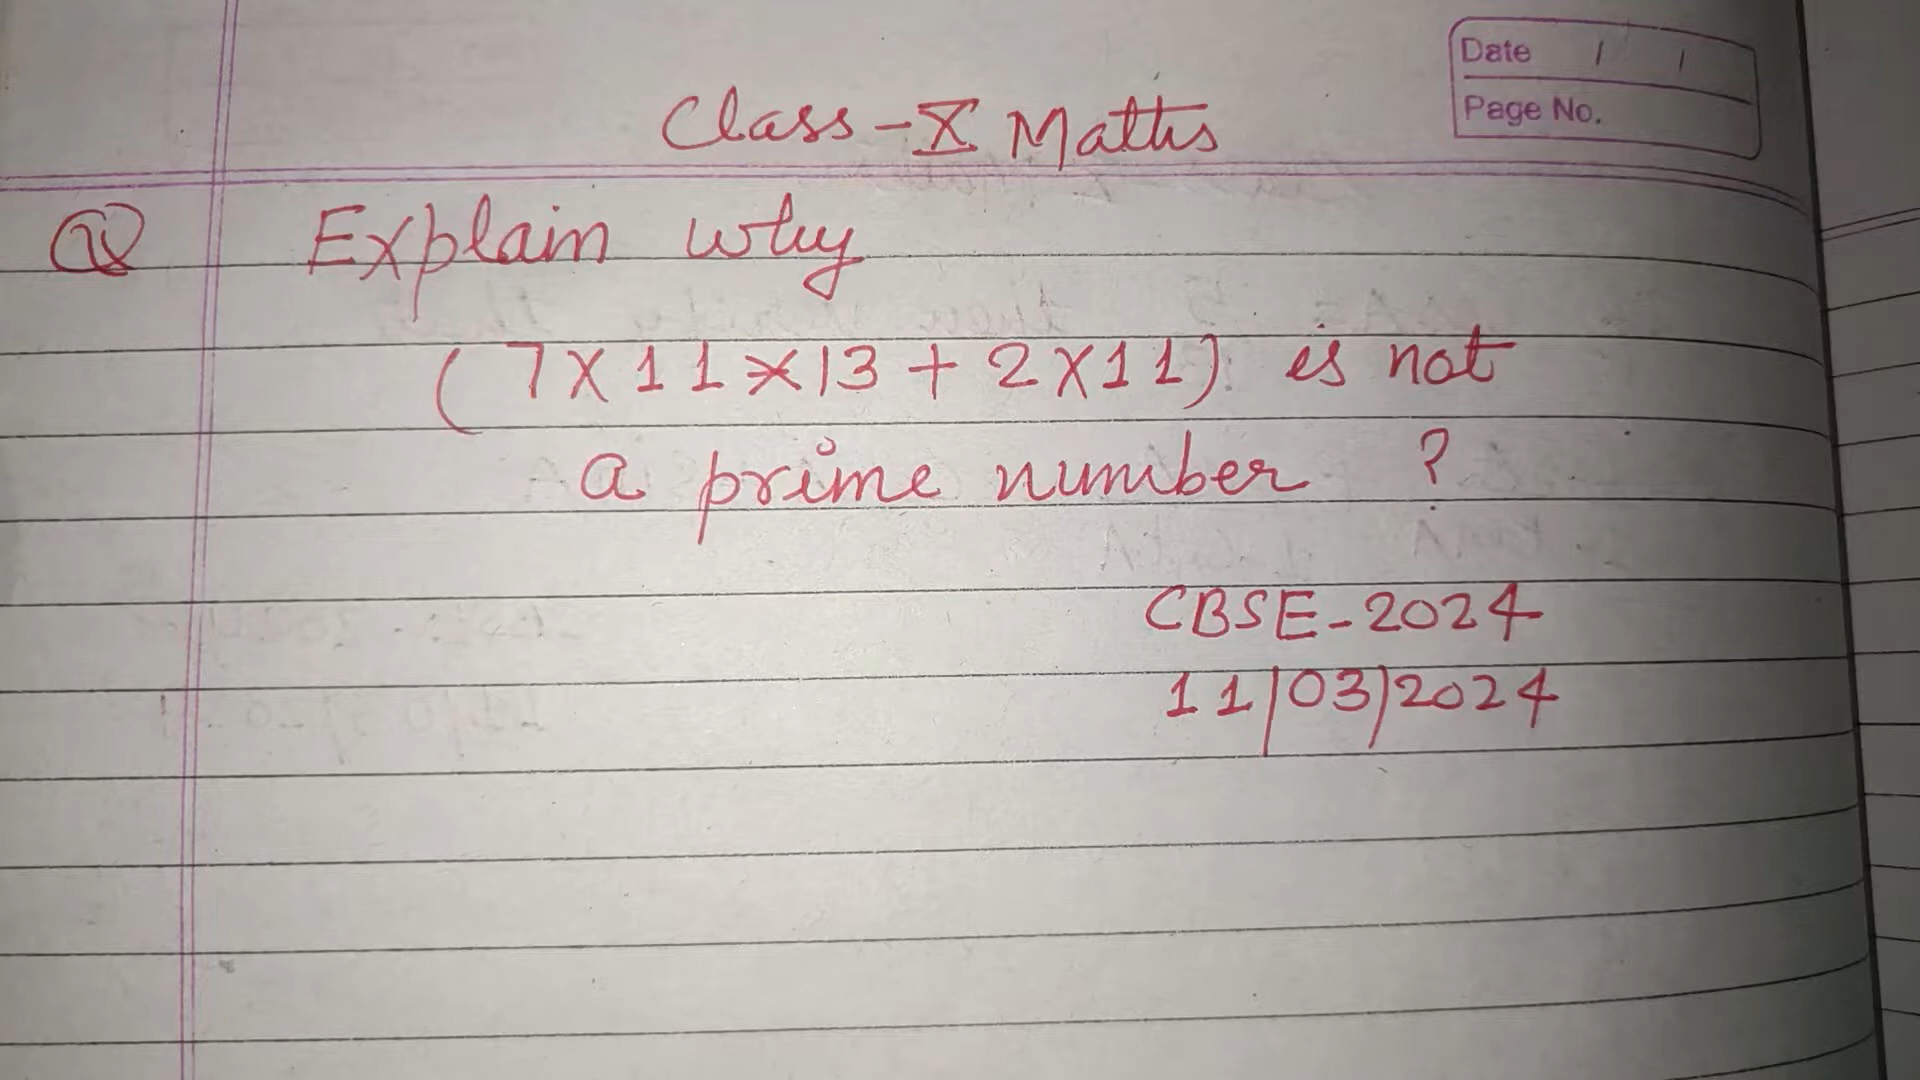 Date / /
Page No.
Class-X Maths
Q Explain why
(7×11×13+2×11) is not
a prime number ?
CBSE-2024
11/03/2024